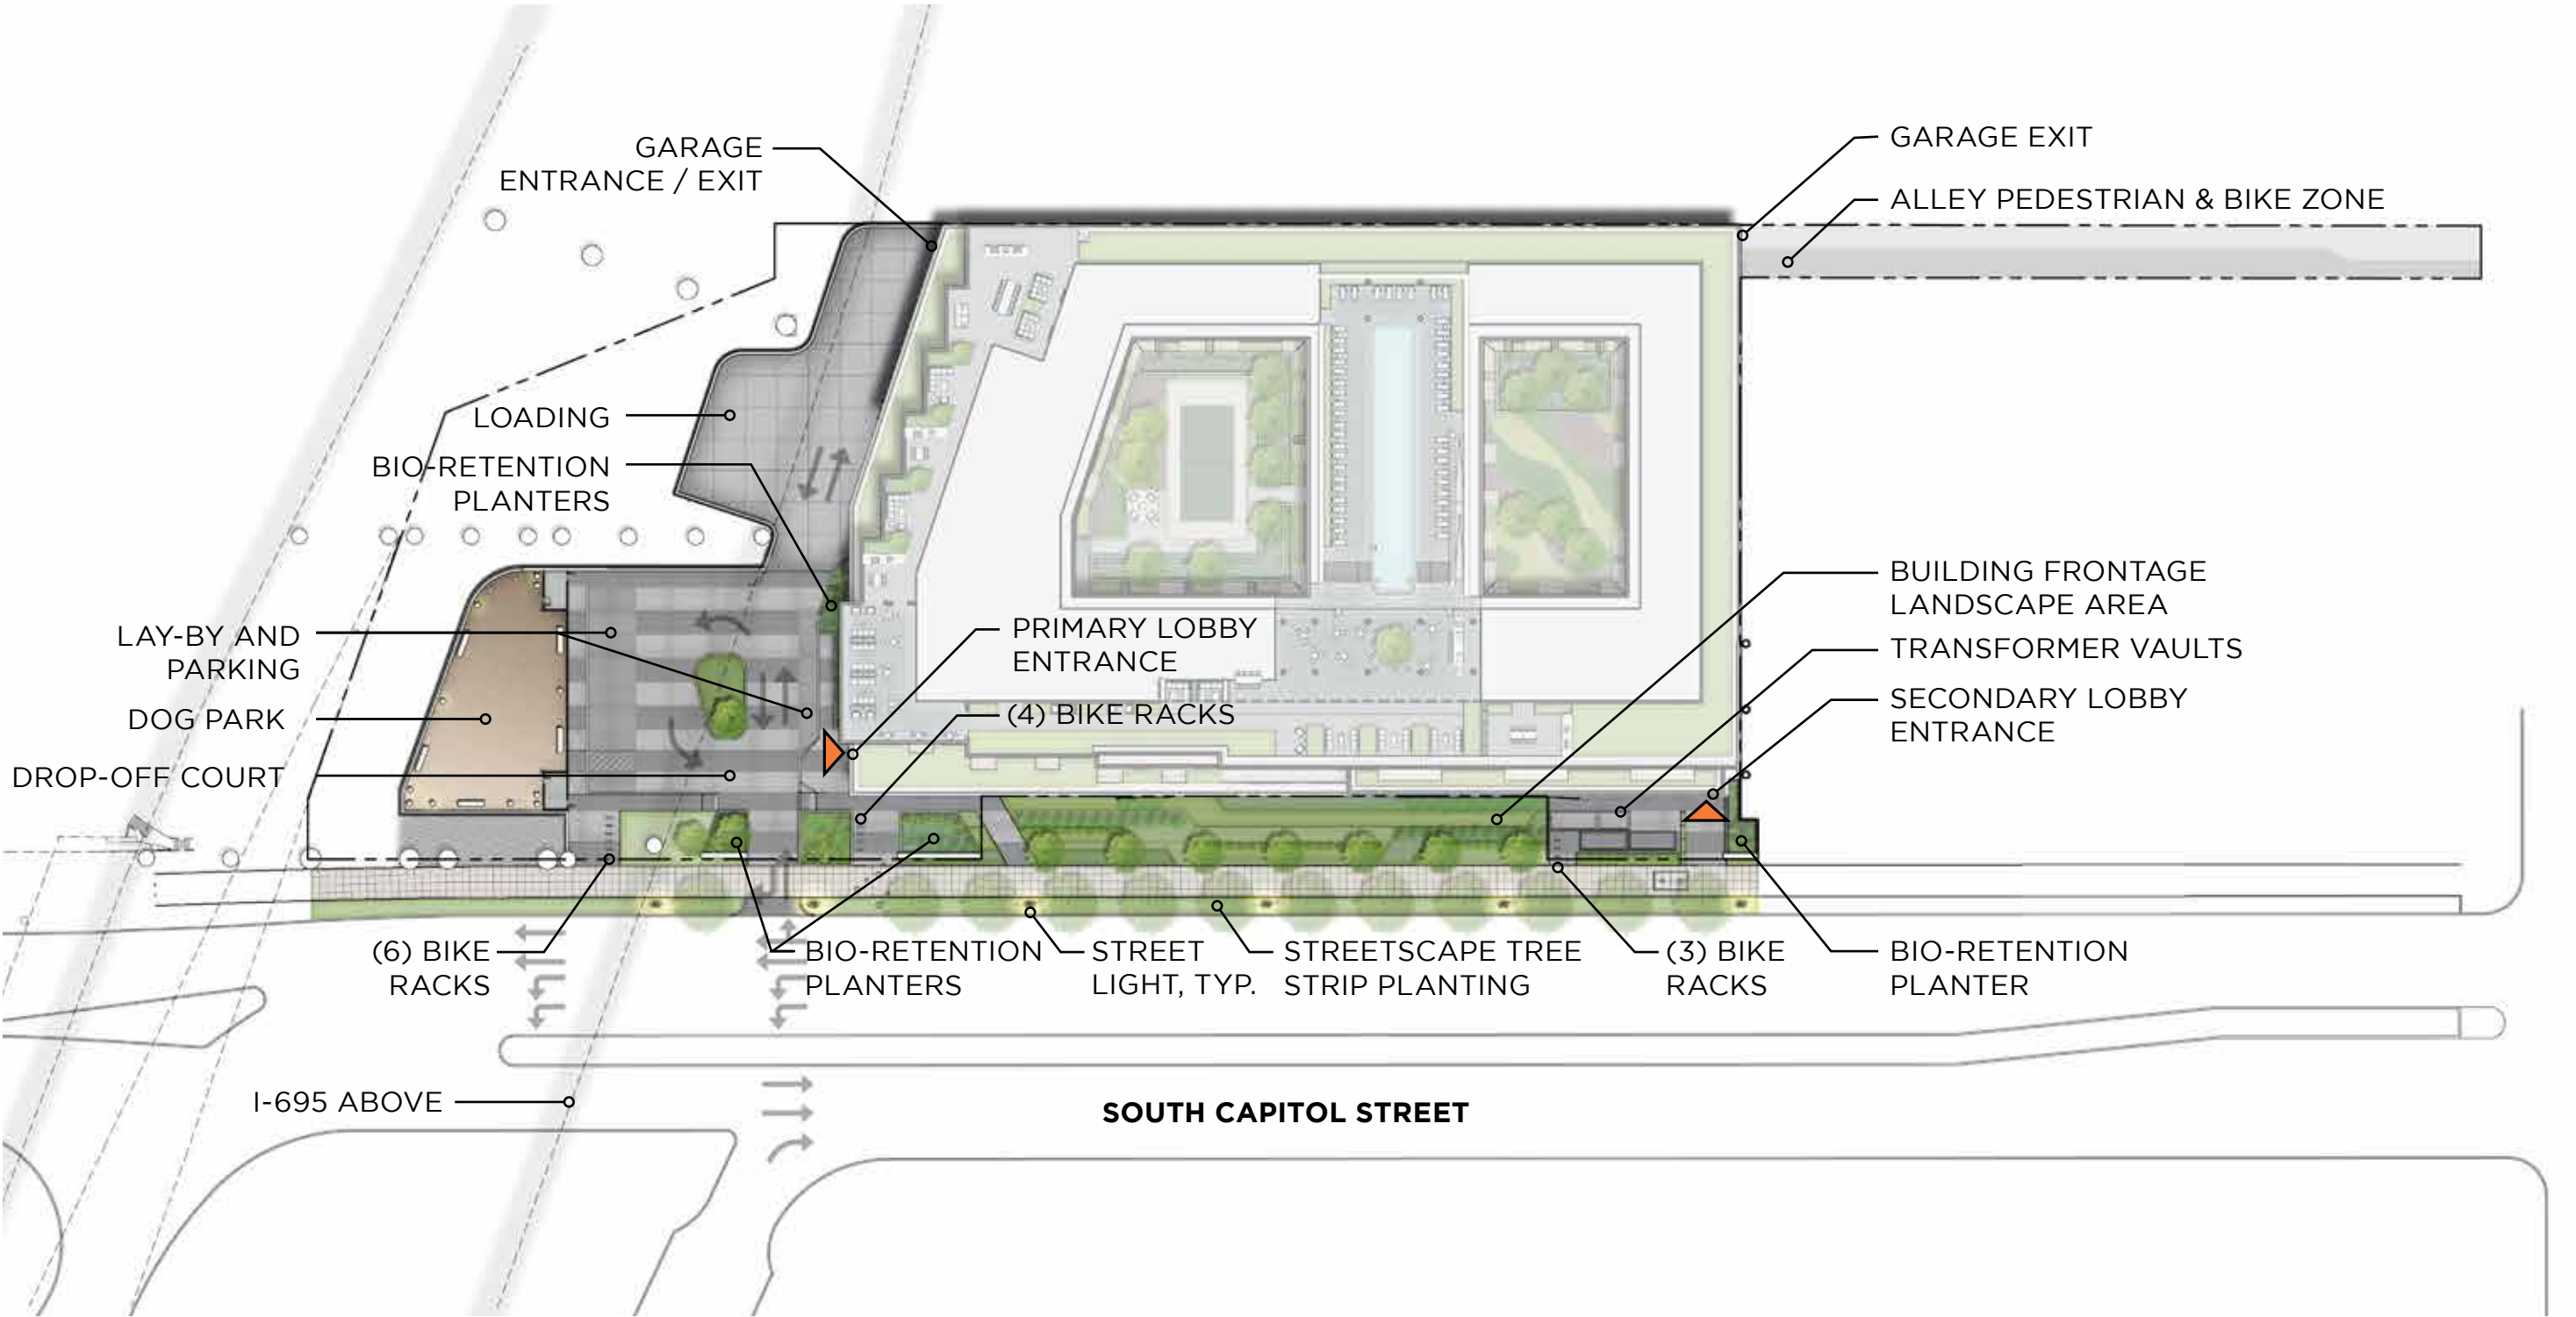 GARAGE
ENTRANCE / EXIT
GARAGE EXIT
ALLEY PEDESTRIAN & BIKE ZONE
LOADING
BIO-RETENTION
PLANTERS
LAY-BY AND
PARKING
DOG PARK
DROP-OFF COURT
PRIMARY LOBBY
ENTRANCE
(4) BIKE RACKS
BUILDING FRONTAGE
LANDSCAPE AREA
TRANSFORMER VAULTS
SECONDARY LOBBY
ENTRANCE
(6) BIKE
RACKS
BIO-RETENTION
PLANTERS
STREET
LIGHT, TYP.
STREETSCAPE TREE
STRIP PLANTING
(3) BIKE
RACKS
BIO-RETENTION
PLANTER
I-695 ABOVE
SOUTH CAPITOL STREET